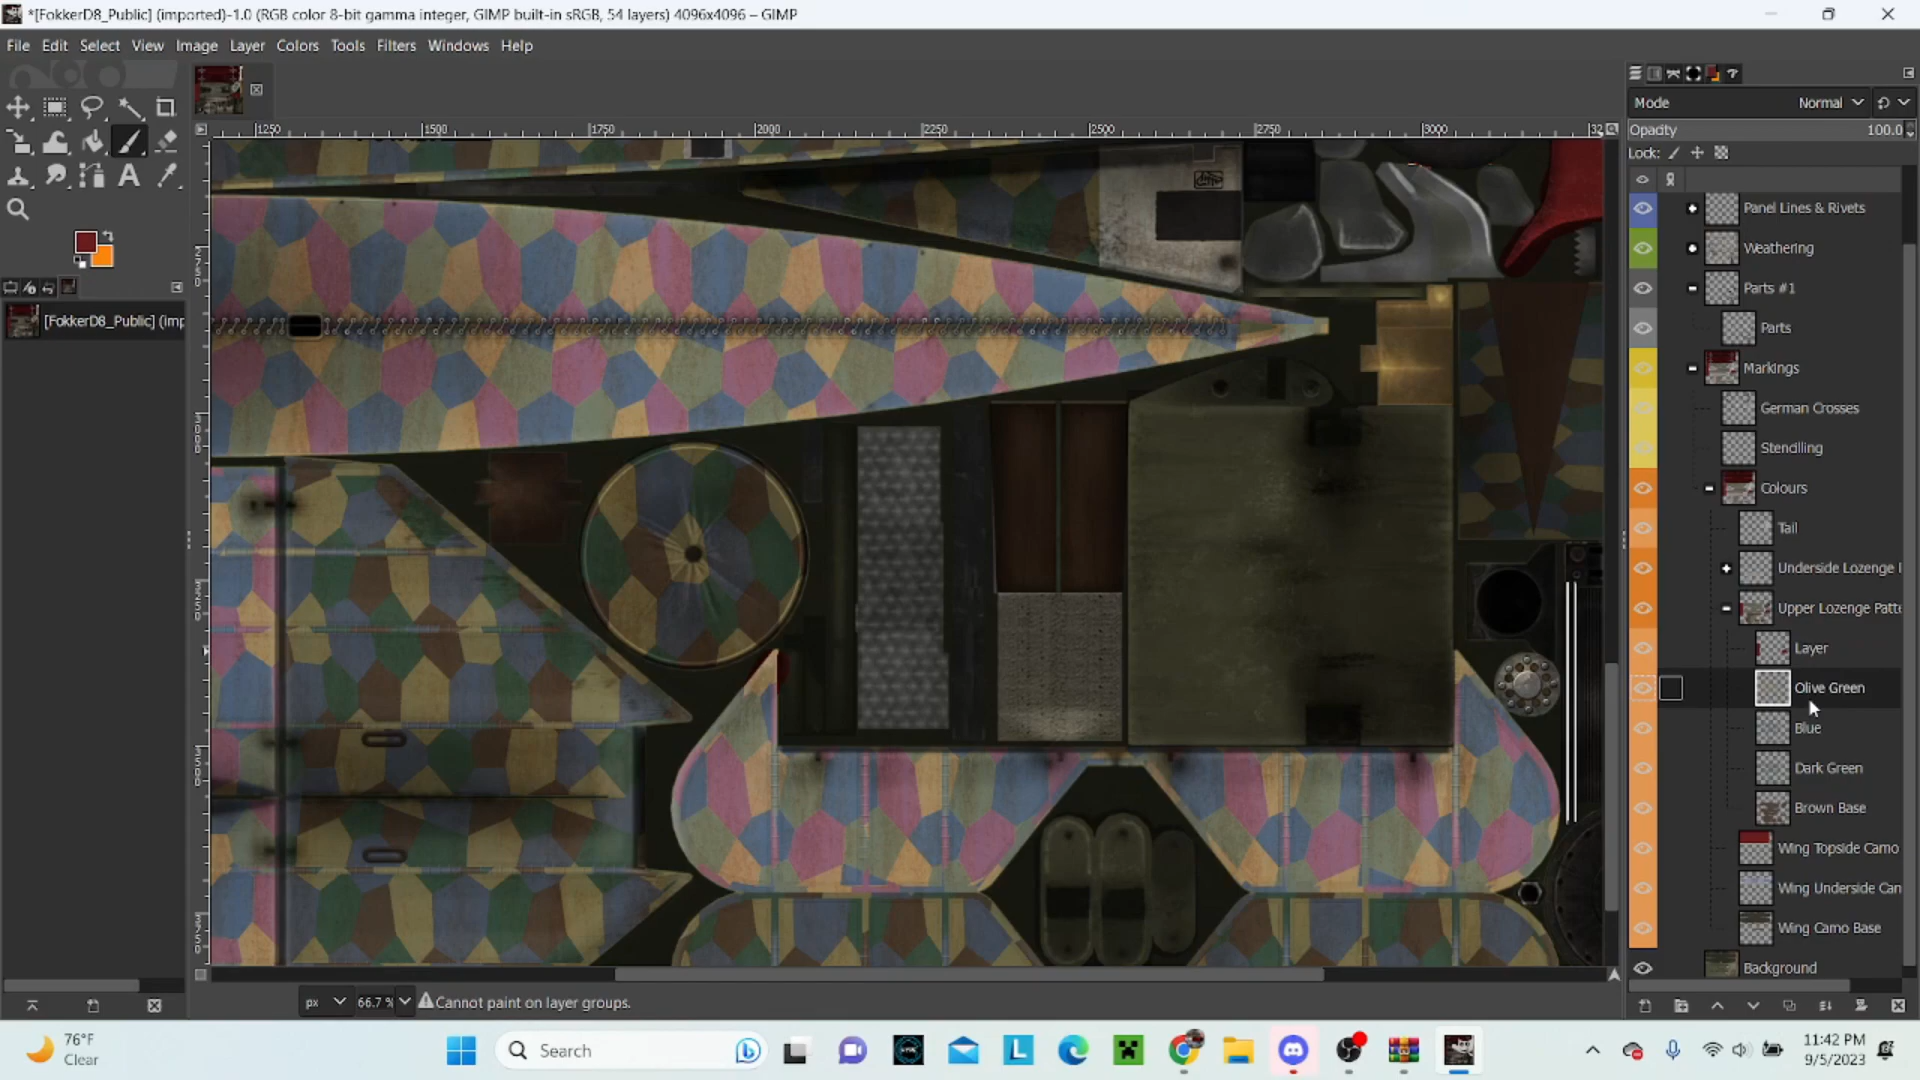 *[FokkerD8_Public] (imported)-1.0 (RGB color 8-bit gamma integer, GIMP built-in sRGB, 54 layers) 4096x4096 – GIMP
File Edit Select View Image Layer Colors Tools Filters Windows Help
Mode Normal
Opacity 100.0
Lock:
1250 1500 1750 2000 2250 2500 2750 3000
[FokkerD8_Public] (imp
Panel Lines & Rivets
Weathering
Parts #1
Parts
Markings
German Crosses
Stendlling
Colours
Tail
Underside Lozenge
Upper Lozenge Patte
Layer
Olive Green
Blue
Dark Green
Brown Base
Wing Topside Camo
Wing Underside Can
Wing Camo Base
Background
px 66.7 % Cannot paint on layer groups.
76°F
Clear
Search
11:42 PM
9/5/2023